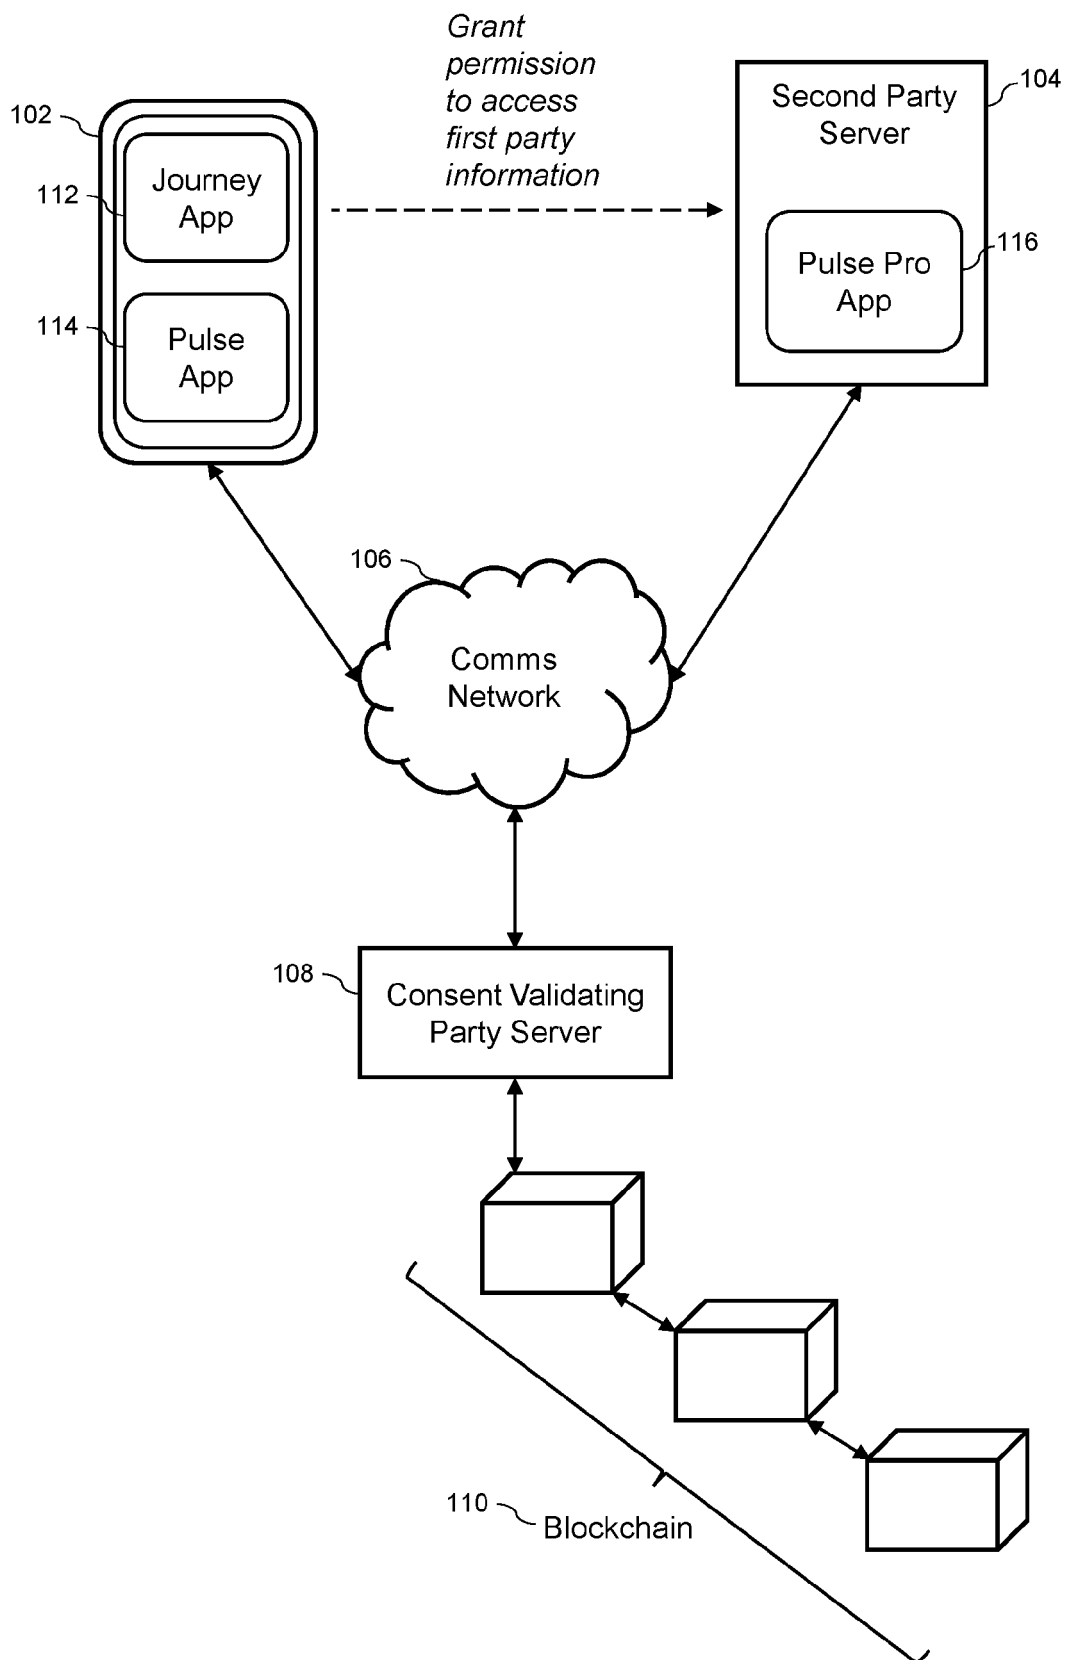 Grant
permission
to access
first party
information
102
112
Journey
App
114
Pulse
App
104
Second Party
Server
116
Pulse Pro
App
106
Comms
Network
108
Consent Validating
Party Server
110
Blockchain